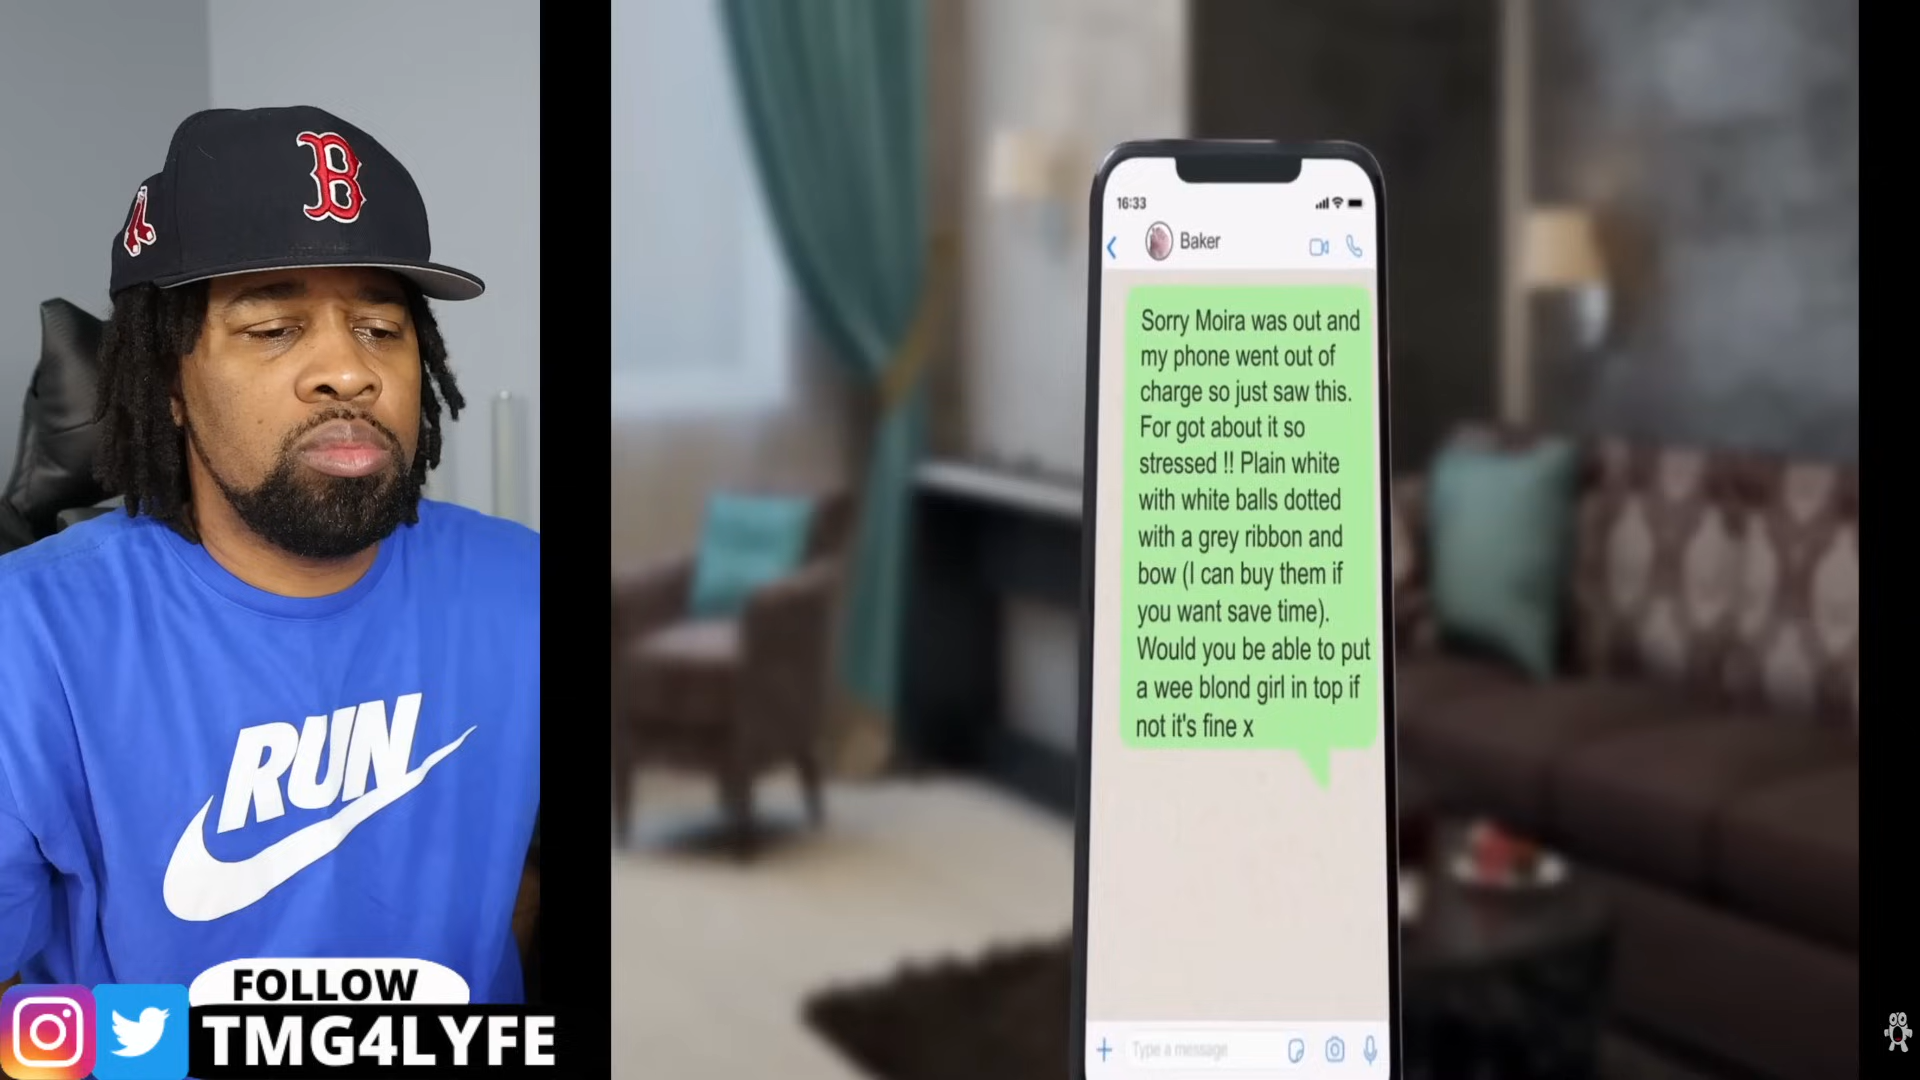 B
RUN
FOLLOW
TMG4LYFE
16:33
Baker
Sorry Moira was out and
my phone went out of
charge so just saw this.
For got about it so
stressed !! Plain white
with white balls dotted
with a grey ribbon and
bow (I can buy them if
you want save time).
Would you be able to put
a wee blond girl in top if
not it's fine x
Type a message